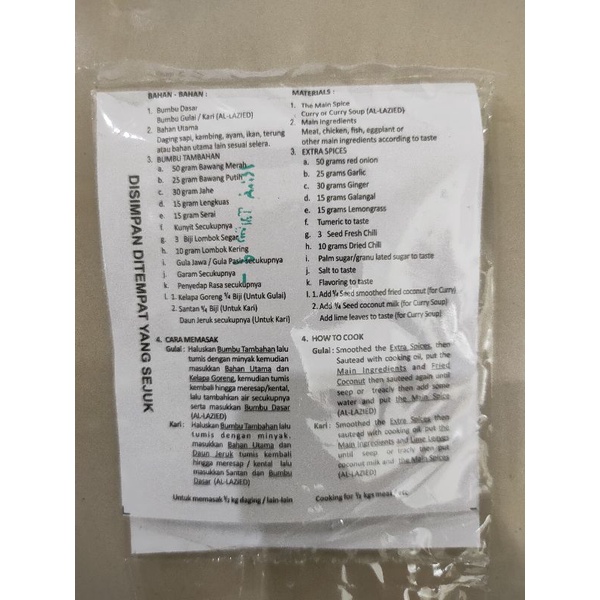 DISIMPAN DITEMPAT YANG SEJUK
BAHAN - BAHAN :
1. Bumbu Dasar
Bumbu Gulai / Kari (AL-LAZIED)
2. Bahan Utama
Daging sapi, kambing, ayam, ikan, terung
atau bahan utama lain sesuai selera.
3. BUMBU TAMBAHAN
a. 50 gram Bawang Merah
b. 25 gram Bawang Putih
c. 30 gram Jahe
d. 15 gram Lengkuas
e. 15 gram Serai
f. Kunyit Secukupnya
g. 3 Biji Lombok Segar
h. 10 gram Lombok Kering
i. Gula Jawa / Gula Pasir secukupnya
j. Garam Secukupnya
k. Penyedap Rasa secukupnya
l. 1. Kelapa Goreng ¼ Biji (Untuk Gulai)
2. Santan ¼ Biji (Untuk Kari)
Daun Jeruk secukupnya (Untuk Kari)
4. CARA MEMASAK
Gulai : Haluskan Bumbu Tambahan lalu
tumis dengan minyak kemudian
masukkan Bahan Utama dan
Kelapa Goreng, kemudian tumis
kembali hingga meresap/kental,
lalu tambahkan air secukupnya
serta masukkan Bumbu Dasar
(AL-LAZIED)
Kari : Haluskan Bumbu Tambahan lalu
tumis dengan minyak,
masukkan Bahan Utama dan
Daun Jeruk tumis kembali
hingga meresap / kental lalu
masukkan Santan dan Bumbu
Dasar (AL-LAZIED)
Untuk memasak ½ kg daging / lain-lain
MATERIALS :
1. The Main Spice
Curry or Curry Soup (AL-LAZIED)
2. Main Ingredients
Meat, chicken, fish, eggplant or
other main ingredients according to taste
3. EXTRA SPICES
a. 50 grams red onion
b. 25 grams Garlic
c. 30 grams Ginger
d. 15 grams Galangal
e. 15 grams Lemongrass
f. Tumeric to taste
g. 3 Seed Fresh Chili
h. 10 grams Dried Chili
i. Palm sugar/granu lated sugar to taste
j. Salt to taste
k. Flavoring to taste
l. 1. Add ¼ Seed smoothed fried coconut (for Curry)
2. Add ¼ Seed coconut milk (for Curry Soup)
Add lime leaves to taste (for Curry Soup)
4. HOW TO COOK
Gulai : Smoothed the Extra Spices, then
Sautead with cooking oil, put the
Main Ingredients and Fried
Coconut then sauteed again until
seep or treacly then add some
water and put the Main Spice
(AL-LAZIED)
Kari : Smoothed the Extra Spices then
sauteed with cooking oil put the
Main Ingredients and Lime Leaves
until seep or tracly then put
coconut milk and the Main Spices
(AL-LAZIED)
Cooking for ½ kgs meat